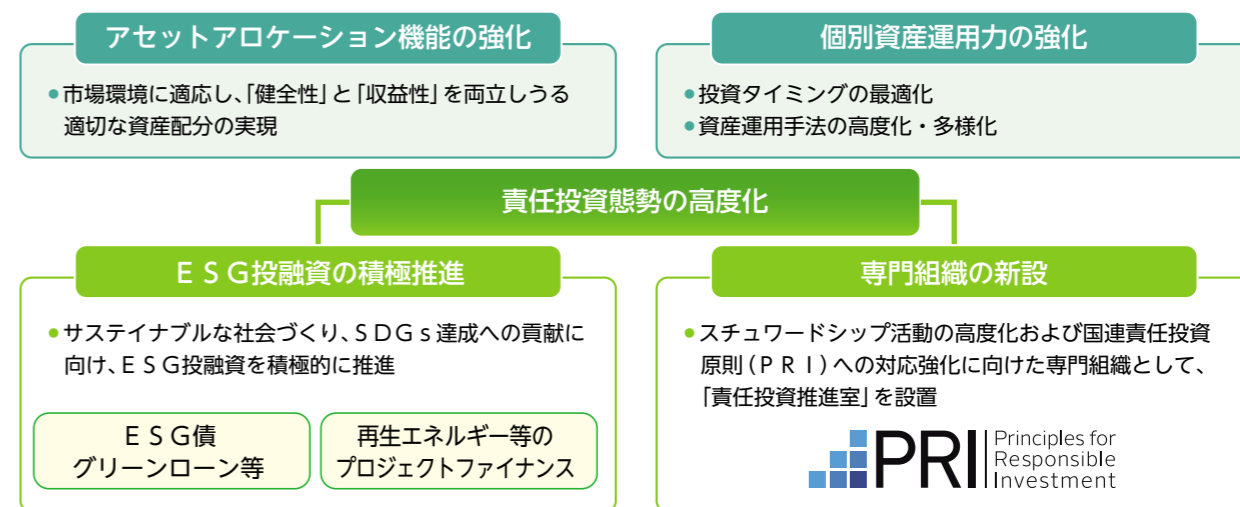 アセットアロケーション機能の強化
●市場環境に適応し、「健全性」と「収益性」を両立しうる
適切な資産配分の実現
個別資産運用力の強化
●投資タイミングの最適化
●資産運用手法の高度化・多様化
責任投資態勢の高度化
ＥＳＧ投融資の積極推進
●サステイナブルな社会づくり、ＳＤＧｓ達成への貢献に
向け、ＥＳＧ投融資を積極的に推進
ＥＳＧ債
グリーンローン等
再生エネルギー等の
プロジェクトファイナンス
専門組織の新設
●スチュワードシップ活動の高度化および国連責任投資
原則（ＰＲＩ）への対応強化に向けた専門組織として、
「責任投資推進室」を設置
PRI
Principles for
Responsible
Investment